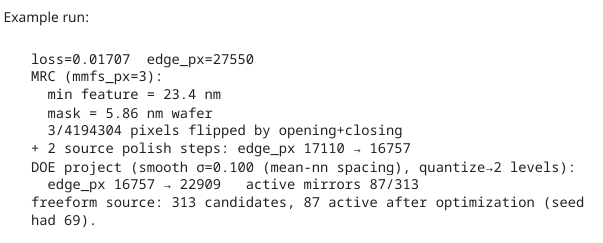 Example run:
loss=0.01707  edge_px=27550
MRC (mmfs_px=3):
  min feature = 23.4 nm
  mask = 5.86 nm wafer
  3/4194304 pixels flipped by opening+closing
+ 2 source polish steps: edge_px 17110 → 16757
DOE project (smooth σ=0.100 (mean-nn spacing), quantize→2 levels):
  edge_px 16757 → 22909   active mirrors 87/313
freeform source: 313 candidates, 87 active after optimization (seed
had 69).